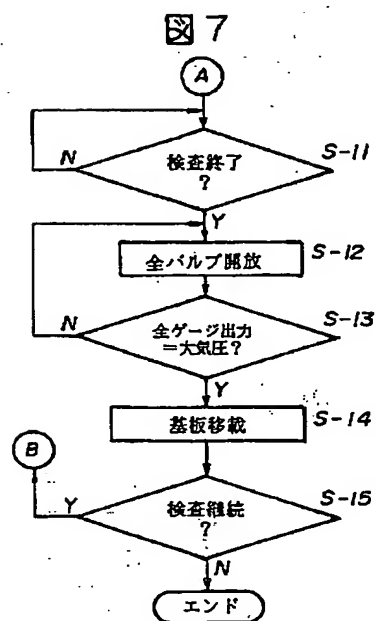 図7
A
検査終了
?
N
S-11
Y
全バルブ開放
S-12
全ゲージ出力
=大気圧?
N
S-13
Y
基板移載
S-14
B
検査継続
?
Y
S-15
N
エンド